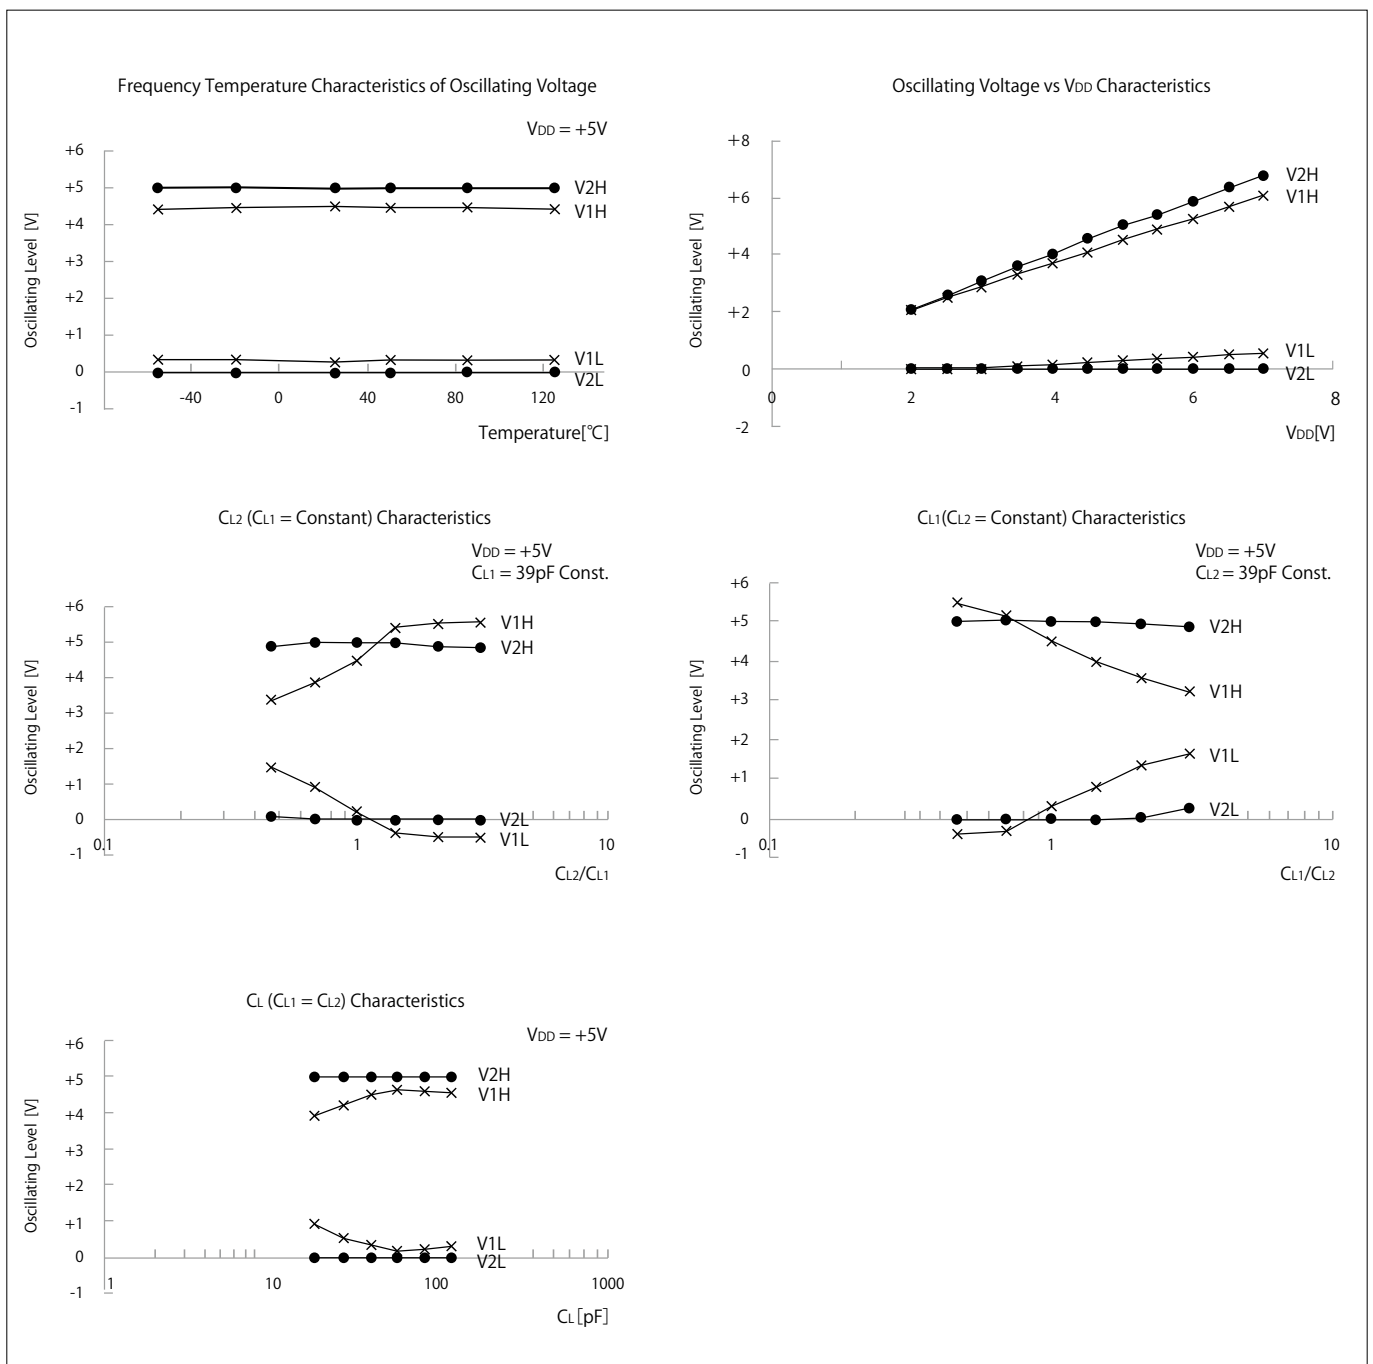 Frequency Temperature Characteristics of Oscillating Voltage
VDD = +5V
Oscillating Level [V]
+6
+5
+4
+3
+2
+1
0
-1
V2H
V1H
V1L
V2L
-40 0 40 80 120
Temperature[°C]
Oscillating Voltage vs VDD Characteristics
Oscillating Level [V]
+8
+6
+4
+2
0
-2
V2H
V1H
V1L
V2L
0 2 4 6 8
VDD[V]
CL2 (CL1 = Constant) Characteristics
VDD = +5V
CL1 = 39pF Const.
Oscillating Level [V]
+6
+5
+4
+3
+2
+1
0
-1
V1H
V2H
V2L
V1L
0.1 1 10
CL2/CL1
CL1(CL2 = Constant) Characteristics
VDD = +5V
CL2 = 39pF Const.
Oscillating Level [V]
+6
+5
+4
+3
+2
+1
0
-1
V2H
V1H
V1L
V2L
0.1 1 10
CL1/CL2
CL (CL1 = CL2) Characteristics
VDD = +5V
Oscillating Level [V]
+6
+5
+4
+3
+2
+1
0
-1
V2H
V1H
V1L
V2L
1 10 100 1000
CL [pF]